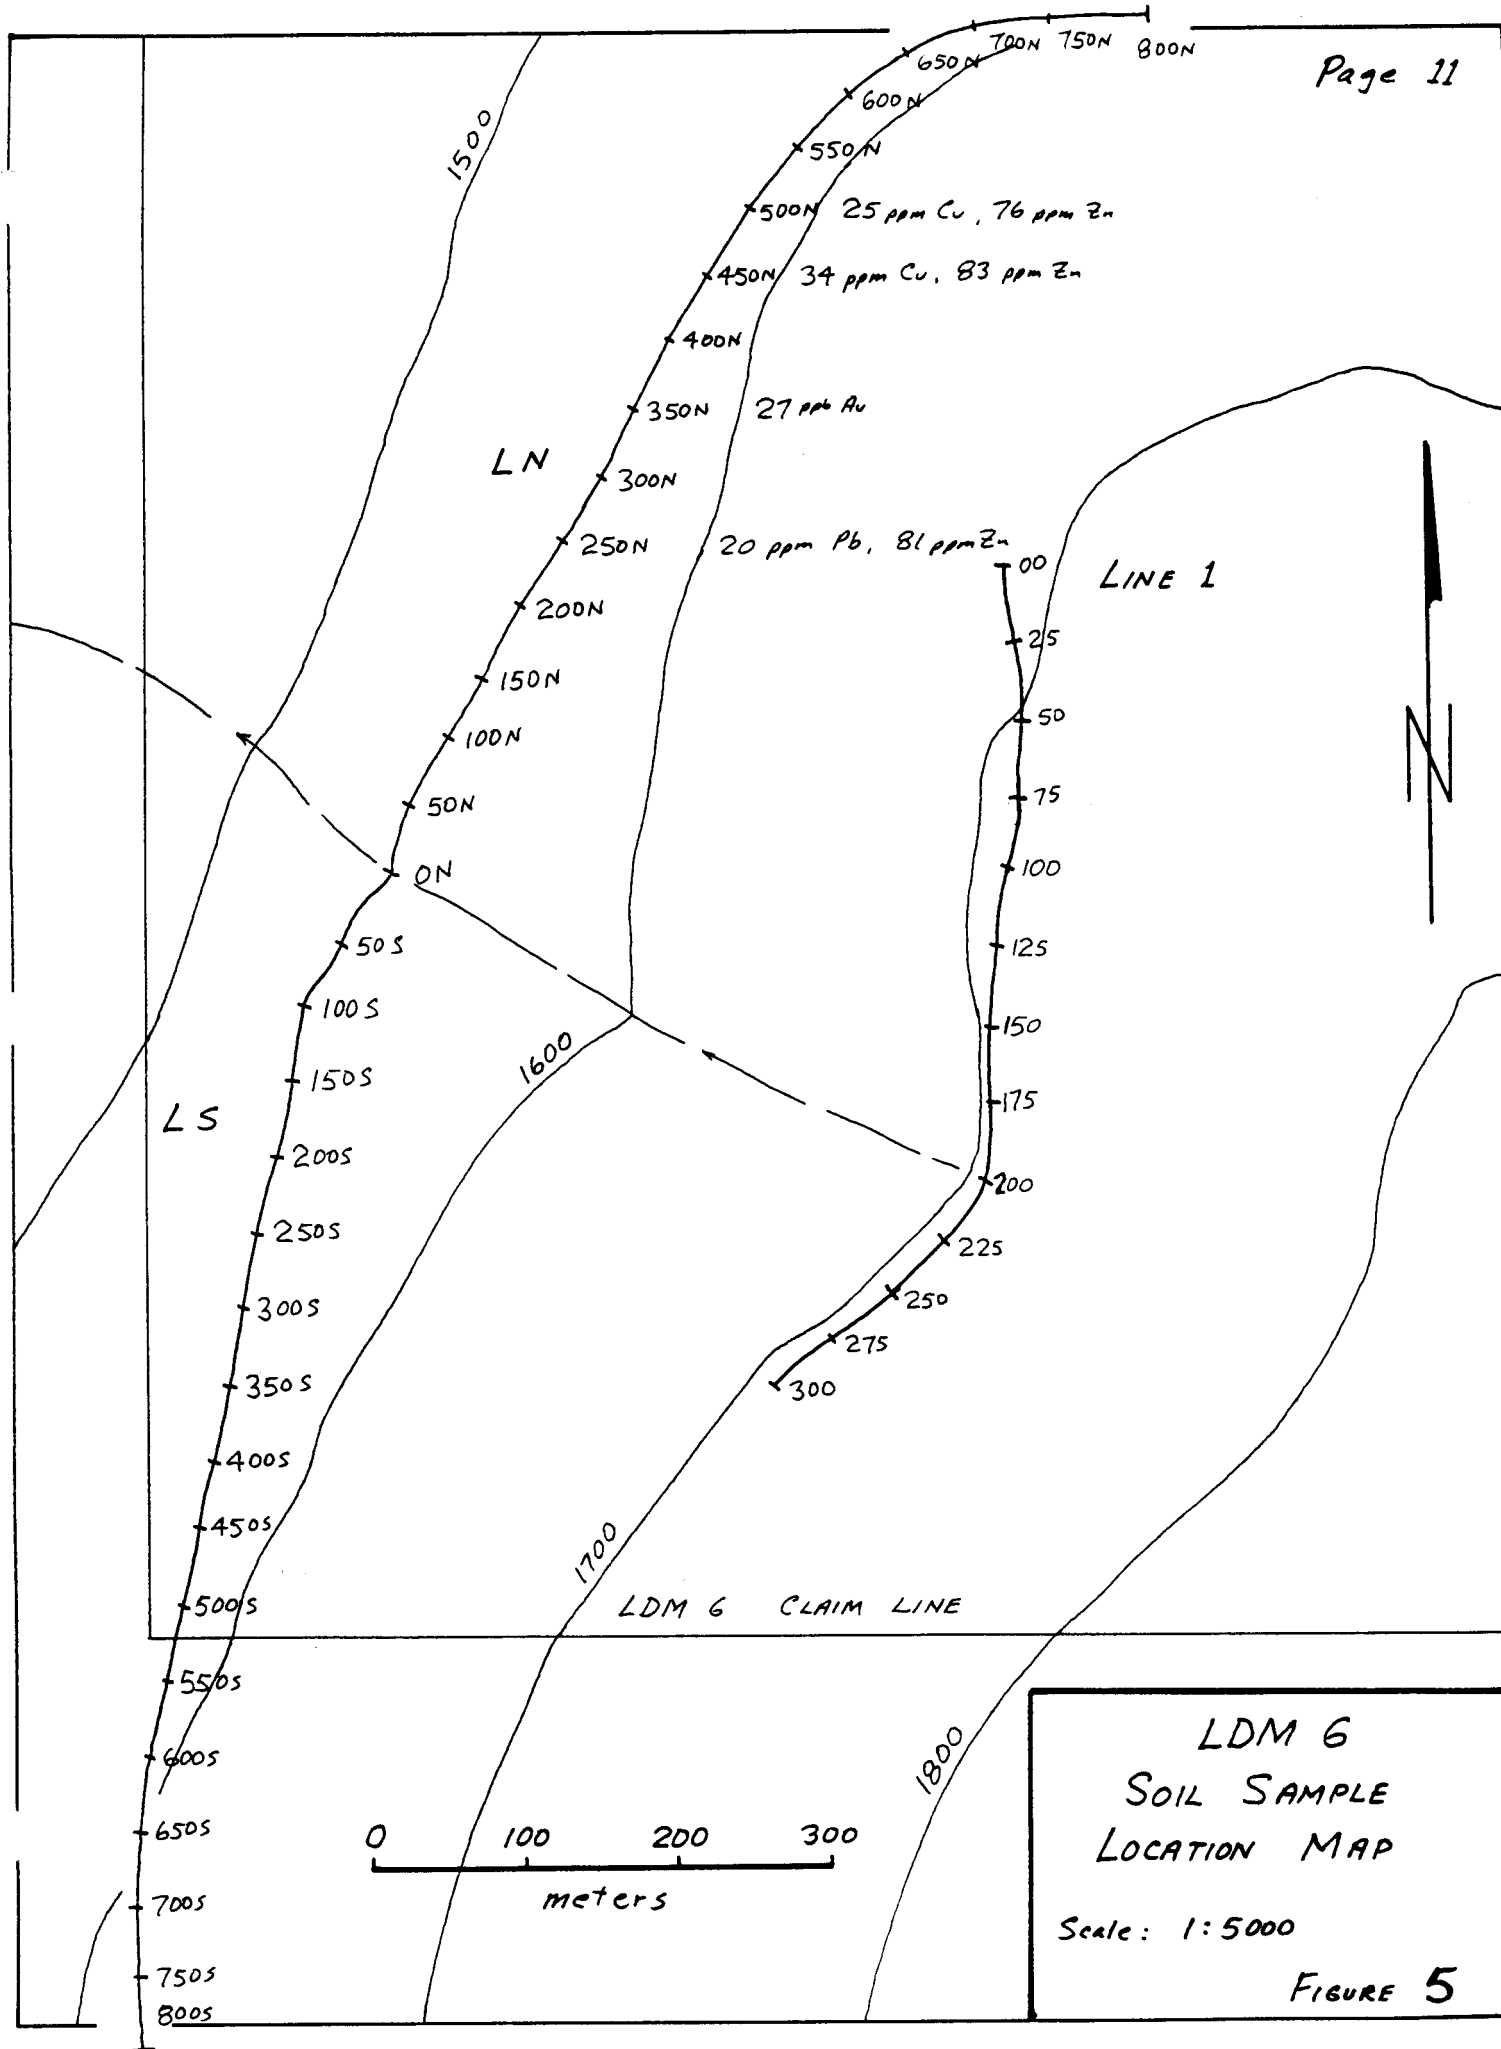 700N 750N 800N
650N
Page 11
600N
1500
550N
500N 25 ppm Cu, 76 ppm Zn
450N 34 ppm Cu, 83 ppm Zn
400N
350N 27 ppb Au
LN
300N
250N 20 ppm Pb, 81 ppm Zn
00
LINE 1
200N
25
150N
50
100N
N
50N
75
0N
100
50S
125
100S
150
1600
150S
175
LS
200S
200
250S
225
300S
250
275
350S
300
400S
450S
1700
500S
LDM 6 CLAIM LINE
550S
600S
1800
LDM 6
SOIL SAMPLE
LOCATION MAP
Scale: 1:5000
FIGURE 5
650S
0 100 200 300
meters
700S
750S
800S